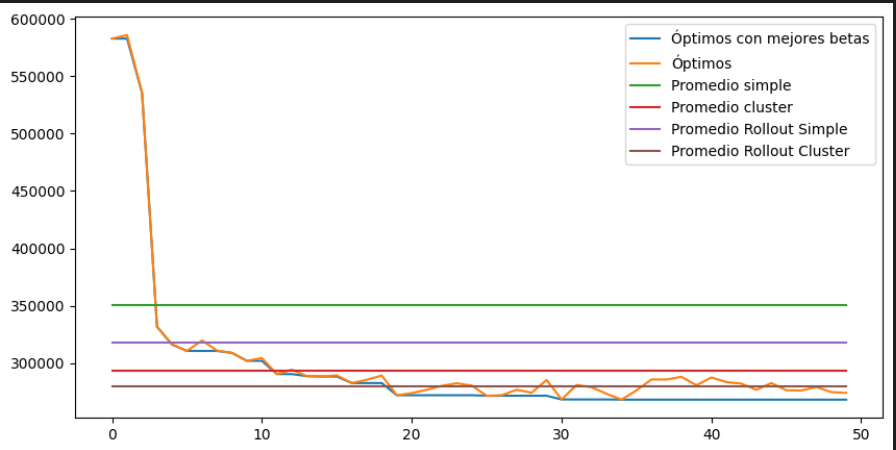 600000
550000
500000
450000
400000
350000
300000
Óptimos con mejores betas
Óptimos
Promedio simple
Promedio cluster
Promedio Rollout Simple
Promedio Rollout Cluster
0 10 20 30 40 50